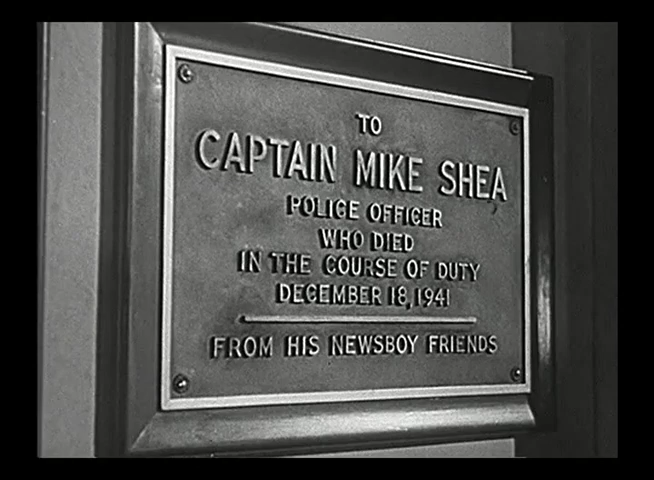 TO
CAPTAIN MIKE SHEA
POLICE OFFICER
WHO DIED
IN THE COURSE OF DUTY
DECEMBER 18, 1941
FROM HIS NEWSBOY FRIENDS